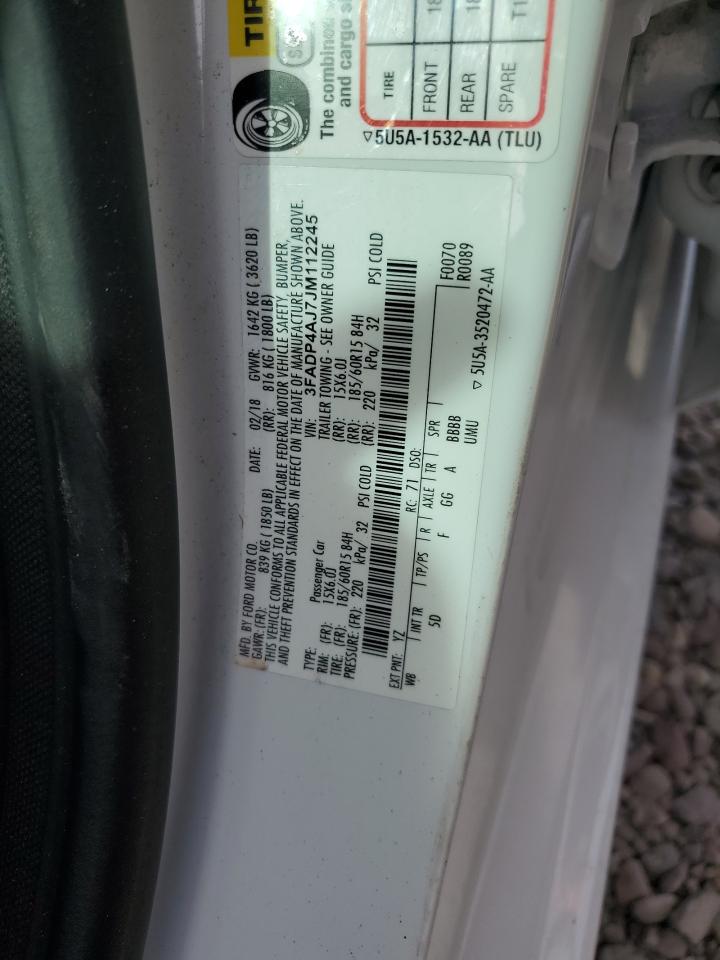 TIR
The combined
and cargo s
TIRE
FRONT 18
REAR 18
SPARE T1
▽5U5A-1532-AA (TLU)
MFD. BY FORD MOTOR CO. DATE: 02/18 GVWR: 1642 KG ( 3620 LB)
GAWR: (FR): 839 KG ( 1850 LB) (RR): 816 KG ( 1800 LB)
THIS VEHICLE CONFORMS TO ALL APPLICABLE FEDERAL MOTOR VEHICLE SAFETY, BUMPER,
AND THEFT PREVENTION STANDARDS IN EFFECT ON THE DATE OF MANUFACTURE SHOWN ABOVE.
VIN: 3FADP4AJ7JM112245
TYPE: Passenger Car TRAILER TOWING - SEE OWNER GUIDE
RIM: (FR): 15X6.0J (RR): 15X6.0J
TIRE: (FR): 185/60R15 84H (RR): 185/60R15 84H
PRESSURE: (FR): 220 kPa/ 32 PSI COLD (RR): 220 kPa/ 32 PSI COLD
EXT PNT: YZ RC: 71 DSO: F0070
WB INT TR TP/PS R AXLE TR SPR R0089
5D F GG A BBBB
UMU ▽ 5U5A-3520472-AA